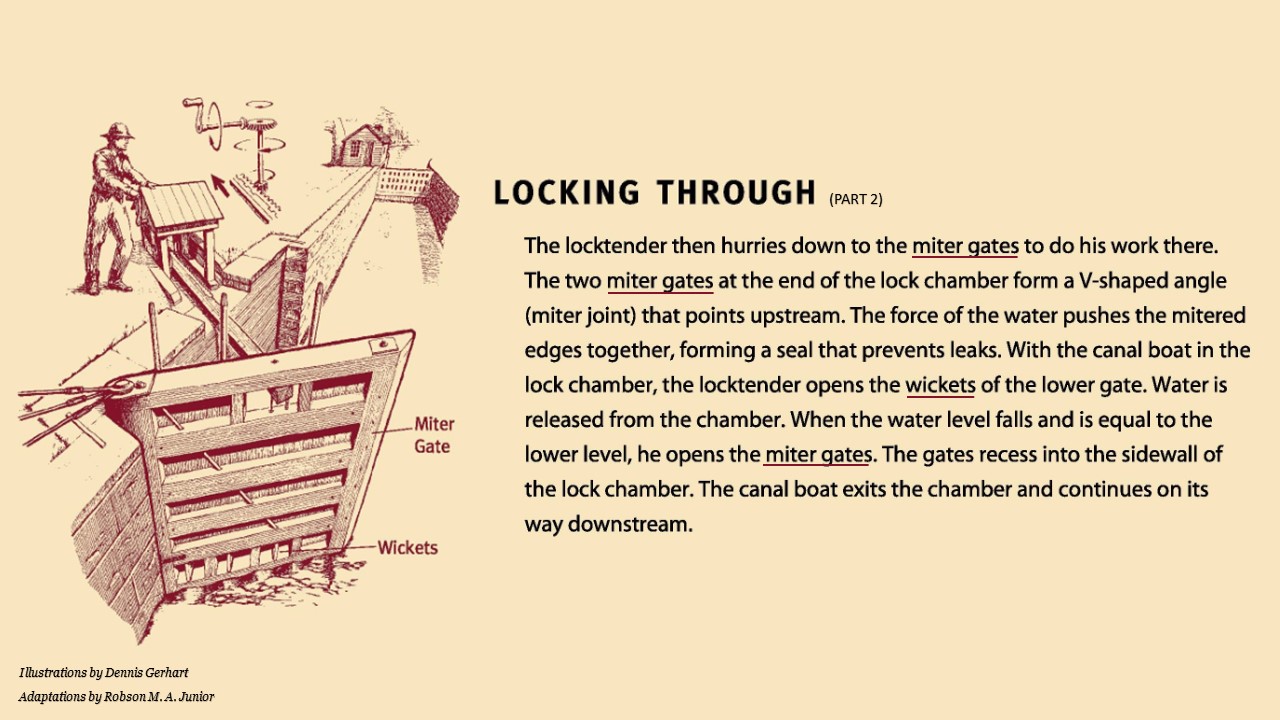 LOCKING THROUGH (PART 2)
The locktender then hurries down to the miter gates to do his work there.
The two miter gates at the end of the lock chamber form a V-shaped angle
(miter joint) that points upstream. The force of the water pushes the mitered
edges together, forming a seal that prevents leaks. With the canal boat in the
lock chamber, the locktender opens the wickets of the lower gate. Water is
released from the chamber. When the water level falls and is equal to the
lower level, he opens the miter gates. The gates recess into the sidewall of
the lock chamber. The canal boat exits the chamber and continues on its
way downstream.
Miter
Gate
Wickets
Illustrations by Dennis Gerhart
Adaptations by Robson M. A. Junior